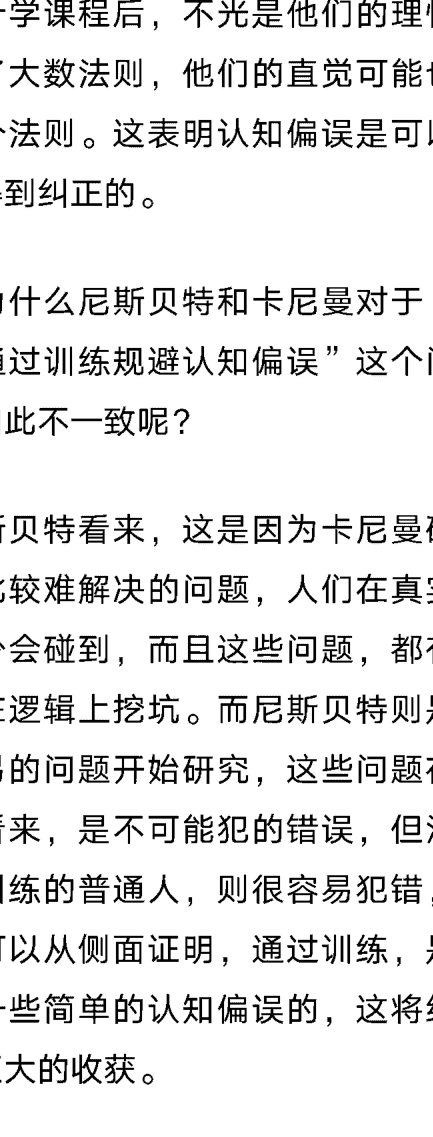 学课程后，不光是他们的理
大数法则，他们的直觉可能
法则。这表明认知偏误是可
到纠正的。
什么尼斯贝特和卡尼曼对于
过训练规避认知偏误”这个
此不一致呢？
贝特看来，这是因为卡尼曼
较难解决的问题，人们在真
会碰到，而且这些问题，都
逻辑上挖坑。而尼斯贝特则
的问题开始研究，这些问题
来，是不可能犯的错误，但
练的普通人，则很容易犯错，
以从侧面证明，通过训练，
些简单的认知偏误的，这将
大的收获。